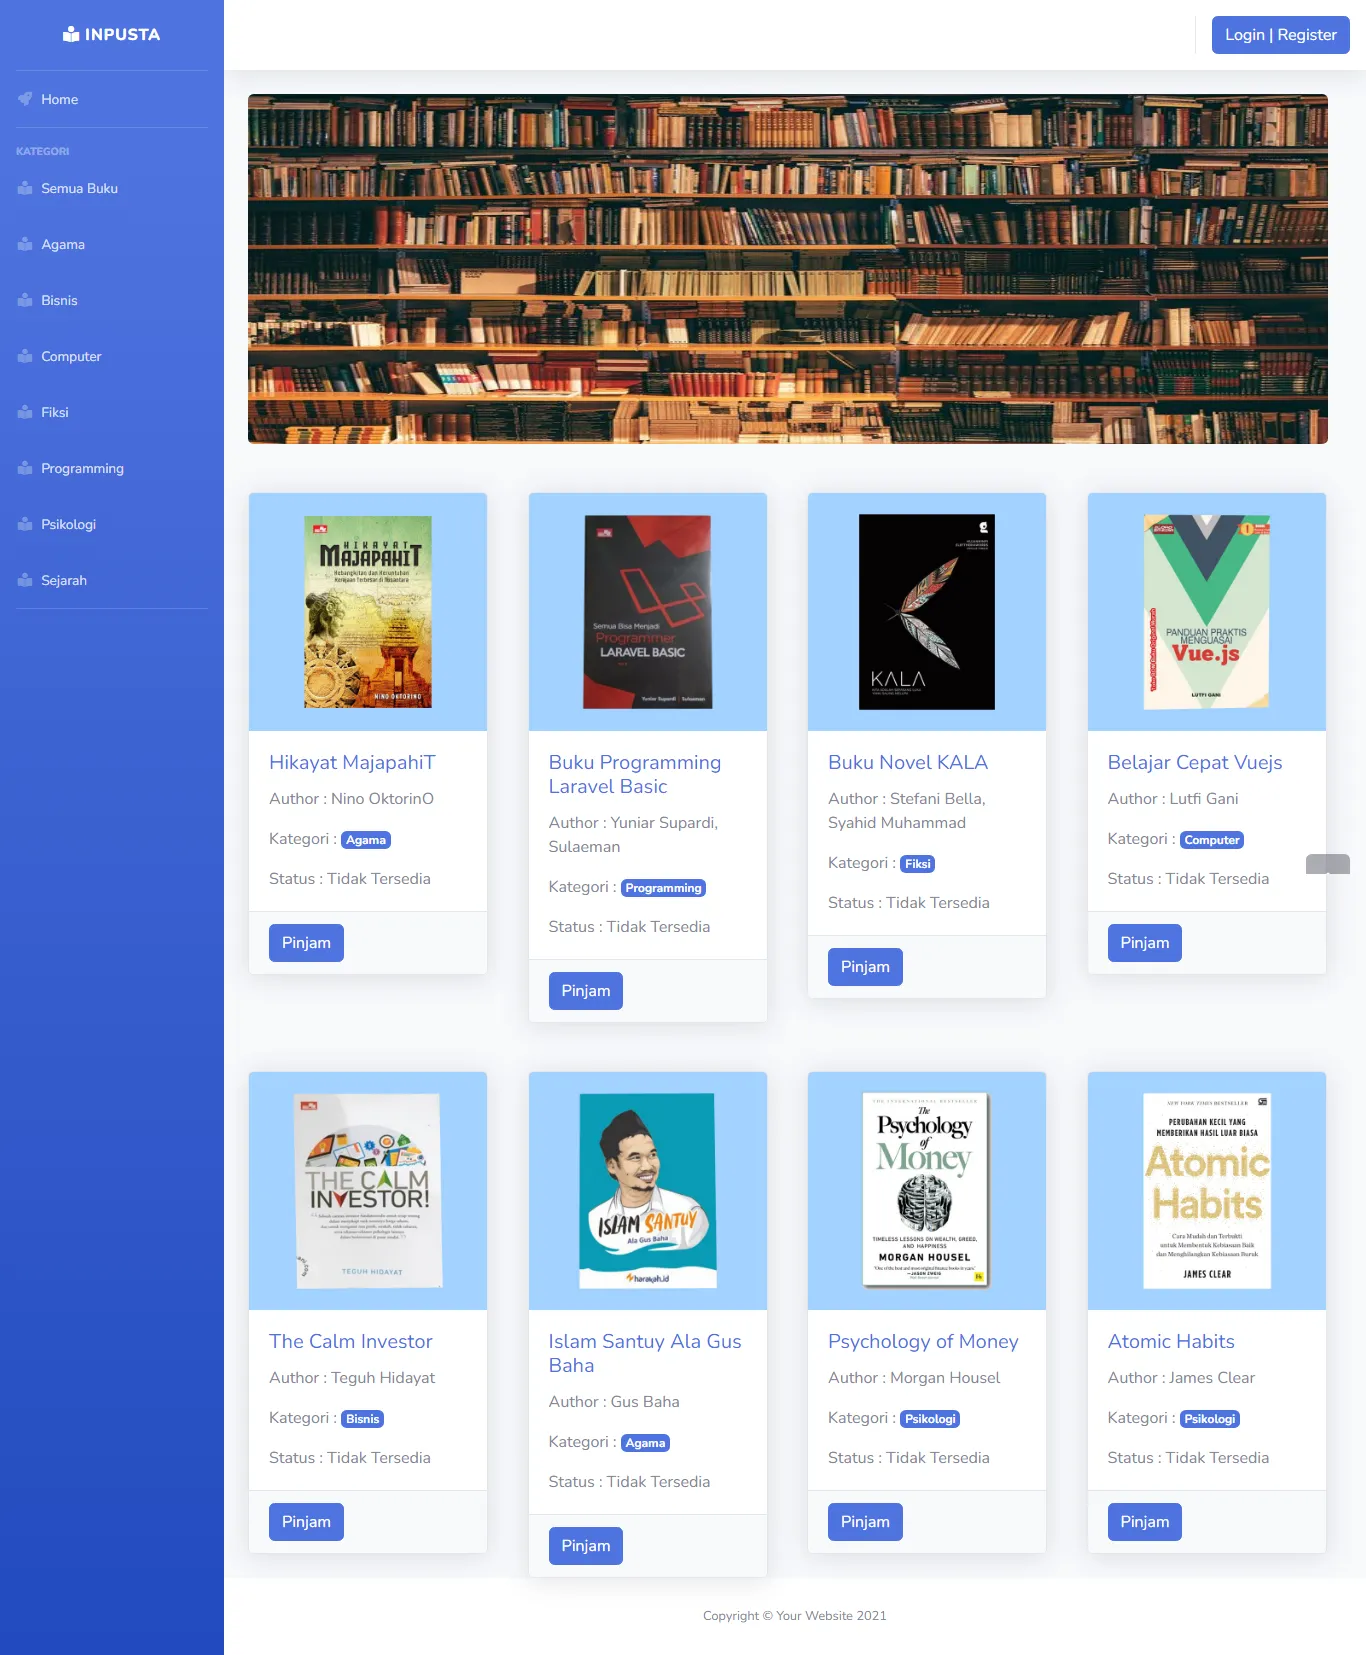 INPUSTA
Login | Register
Home
KATEGORI
Semua Buku
Agama
Bisnis
Computer
Fiksi
Programming
Psikologi
Sejarah
HIKAYAT
MAJAPAHIT
Kebangkitan dan Keruntuhan
Kerajaan Terbesar di Nusantara
NINO OKTORINO
Hikayat MajapahiT
Author : Nino OktorinO
Kategori : Agama
Status : Tidak Tersedia
Pinjam
Semua Bisa Menjadi
Programmer
LARAVEL BASIC
Yuniar Supardi
Sulaeman
Buku Programming
Laravel Basic
Author : Yuniar Supardi,
Sulaeman
Kategori : Programming
Status : Tidak Tersedia
Pinjam
KALA
Buku Novel KALA
Author : Stefani Bella,
Syahid Muhammad
Kategori : Fiksi
Status : Tidak Tersedia
Pinjam
PANDUAN PRAKTIS
MENGUASAI
Vue.js
LUTFI GANI
Belajar Cepat Vuejs
Author : Lutfi Gani
Kategori : Computer
Status : Tidak Tersedia
Pinjam
THE CALM
INVESTOR!
TEGUH HIDAYAT
The Calm Investor
Author : Teguh Hidayat
Kategori : Bisnis
Status : Tidak Tersedia
Pinjam
ISLAM SANTUY
Ala Gus Baha
harakah.id
Islam Santuy Ala Gus
Baha
Author : Gus Baha
Kategori : Agama
Status : Tidak Tersedia
Pinjam
THE INTERNATIONAL BESTSELLER
The
Psychology
of
Money
TIMELESS LESSONS ON WEALTH, GREED,
AND HAPPINESS
MORGAN HOUSEL
Psychology of Money
Author : Morgan Housel
Kategori : Psikologi
Status : Tidak Tersedia
Pinjam
NEW YORK TIMES BESTSELLER
PERUBAHAN KECIL YANG
MEMBERIKAN HASIL LUAR BIASA
Atomic
Habits
Cara Mudah dan Terbukti
untuk Membentuk Kebiasaan Baik
dan Menghilangkan Kebiasaan Buruk
JAMES CLEAR
Atomic Habits
Author : James Clear
Kategori : Psikologi
Status : Tidak Tersedia
Pinjam
Copyright © Your Website 2021